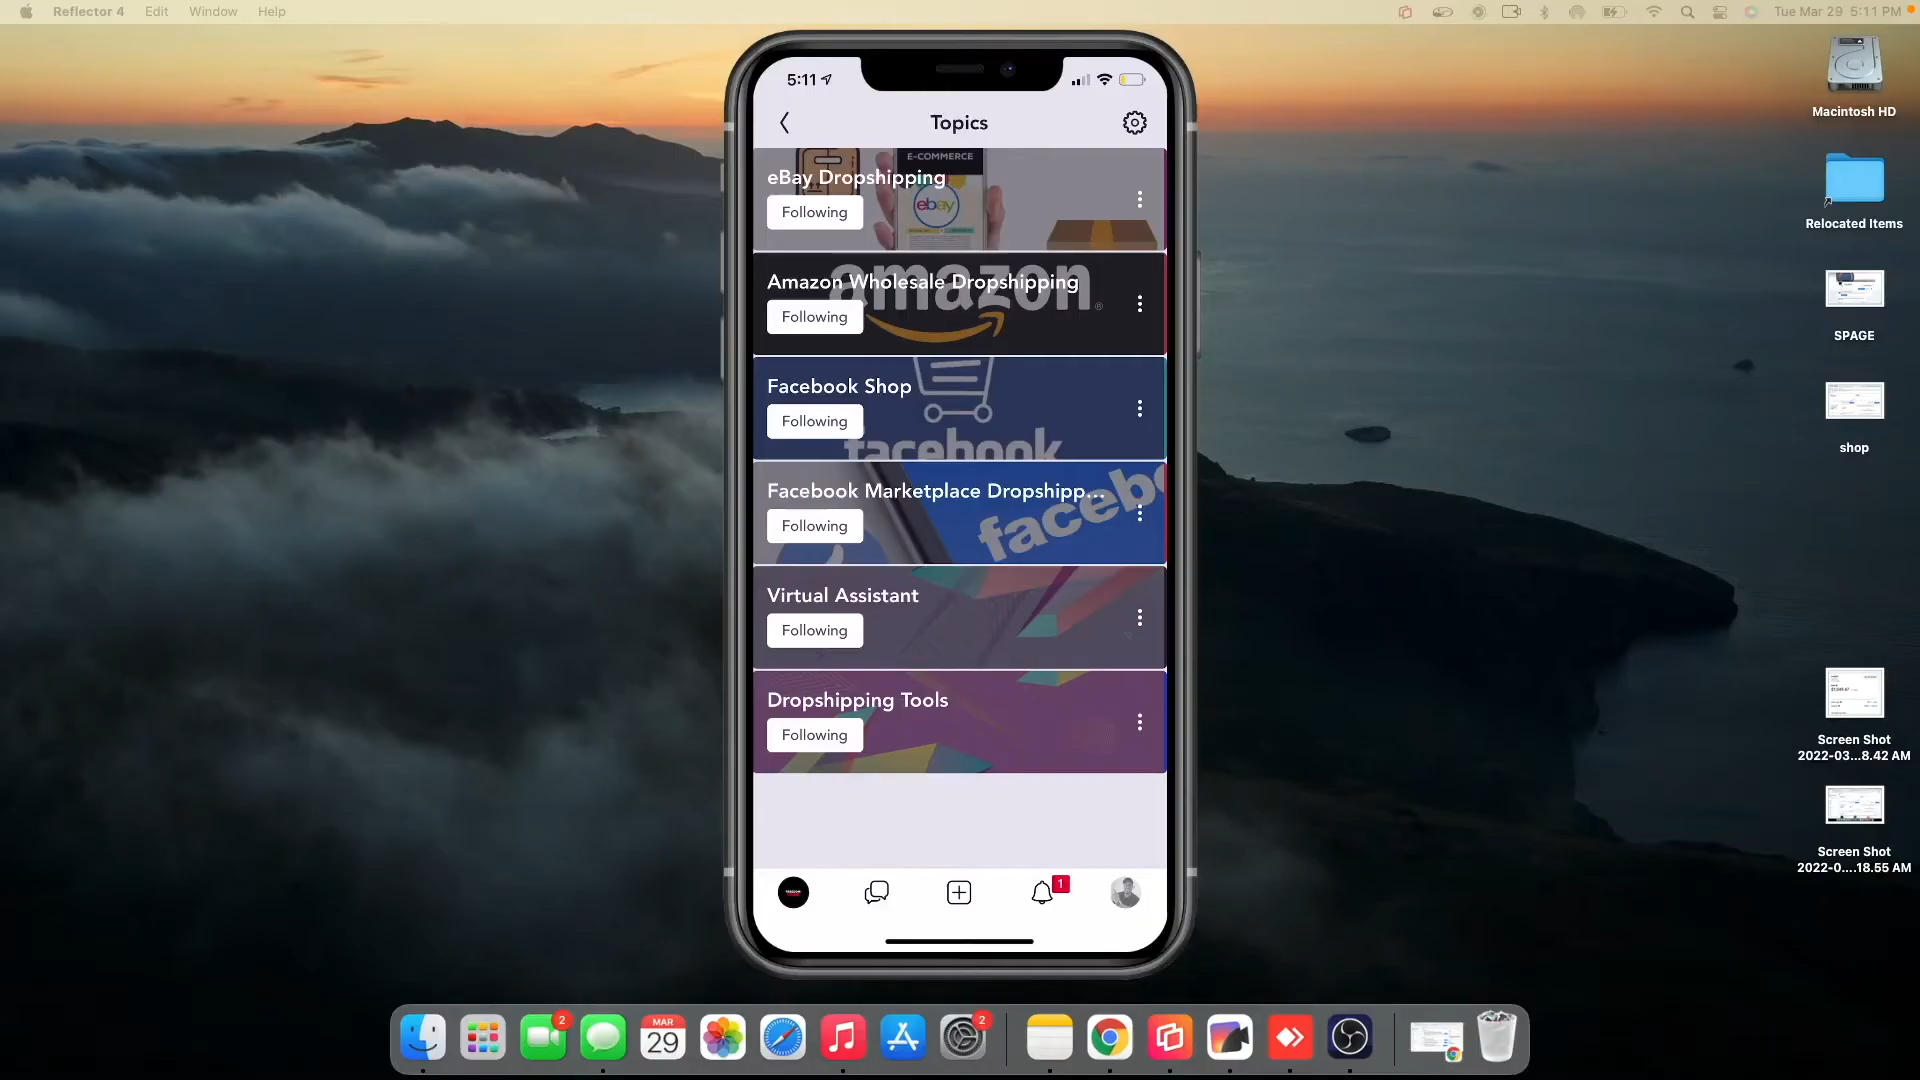 Reflector 4 Edit Window Help
Tue Mar 29 5:11 PM
5:11
Topics
E-COMMERCE
eBay Dropshipping
ebay
Following
amazon
Amazon Wholesale Dropshipping
Following
Facebook Shop
Following
facebook
Facebook Marketplace Dropshipp...
Following
facebo
Virtual Assistant
Following
Dropshipping Tools
Following
1
Macintosh HD
Relocated Items
SPAGE
shop
Screen Shot
2022-03...8.42 AM
Screen Shot
2022-0....18.55 AM
2
MAR
29
2